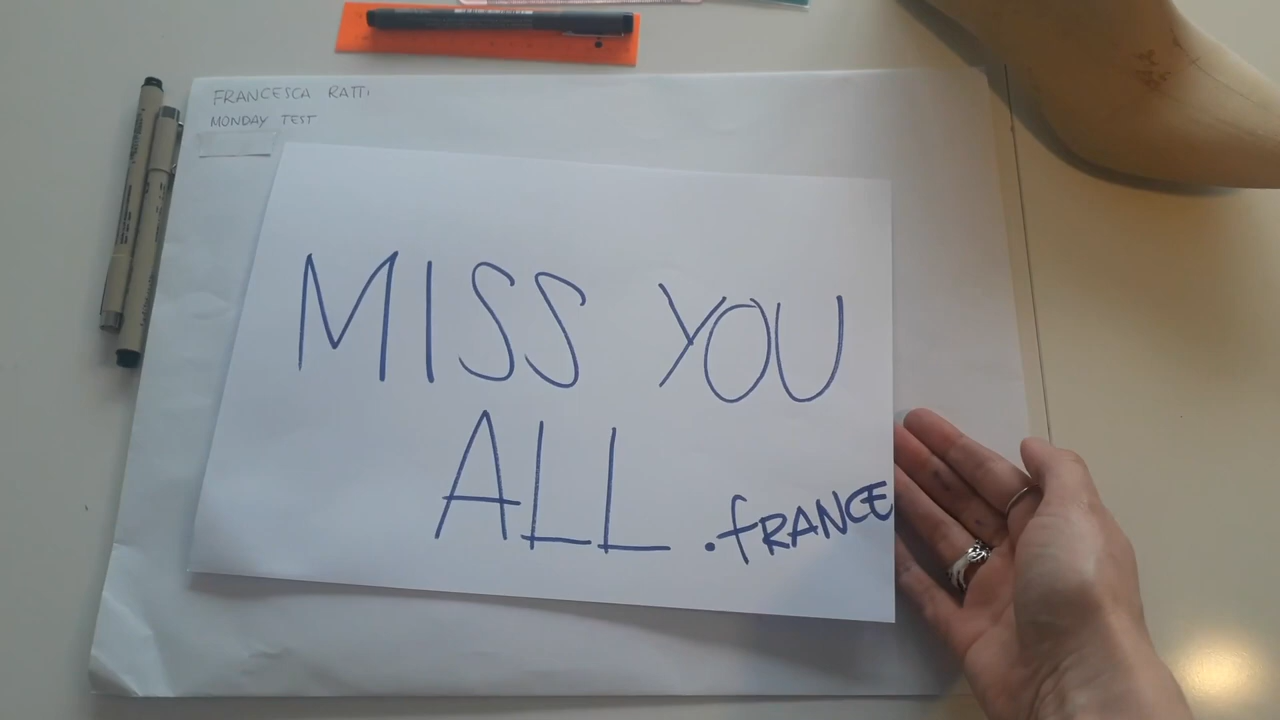 FRANCESCA RATTI
MONDAY TEST
MISS YOU
ALL
.fRANCE